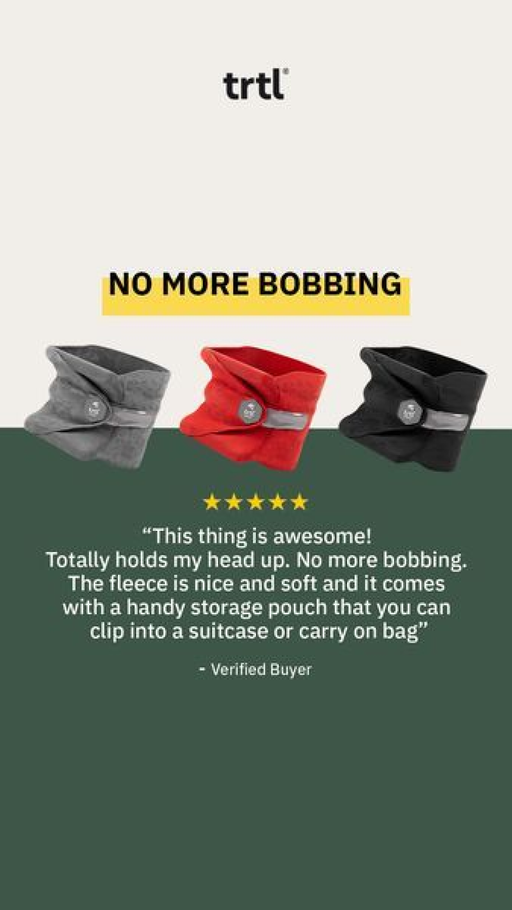 trtl®
NO MORE BOBBING
“This thing is awesome!
Totally holds my head up. No more bobbing.
The fleece is nice and soft and it comes
with a handy storage pouch that you can
clip into a suitcase or carry on bag”
- Verified Buyer